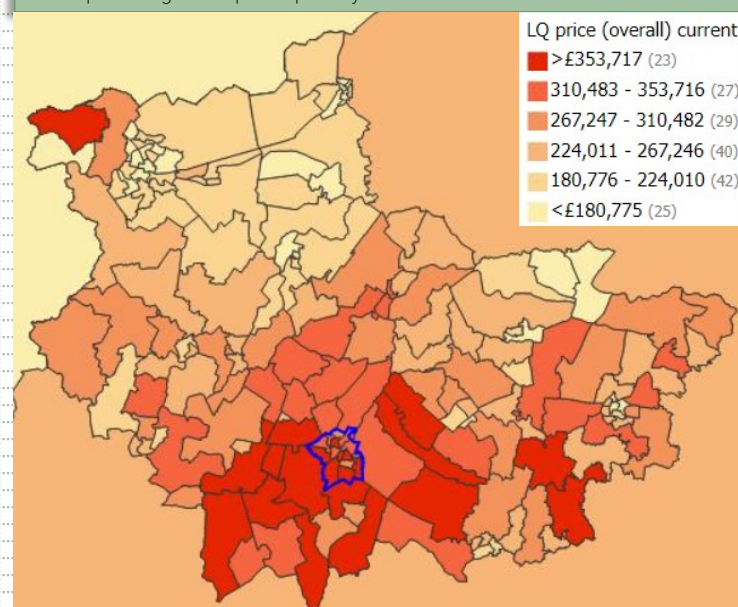 LQ price (overall) current
>£353,717 (23)
310,483 - 353,716 (27)
267,247 - 310,482 (29)
224,011 - 267,246 (40)
180,776 - 224,010 (42)
<£180,775 (25)